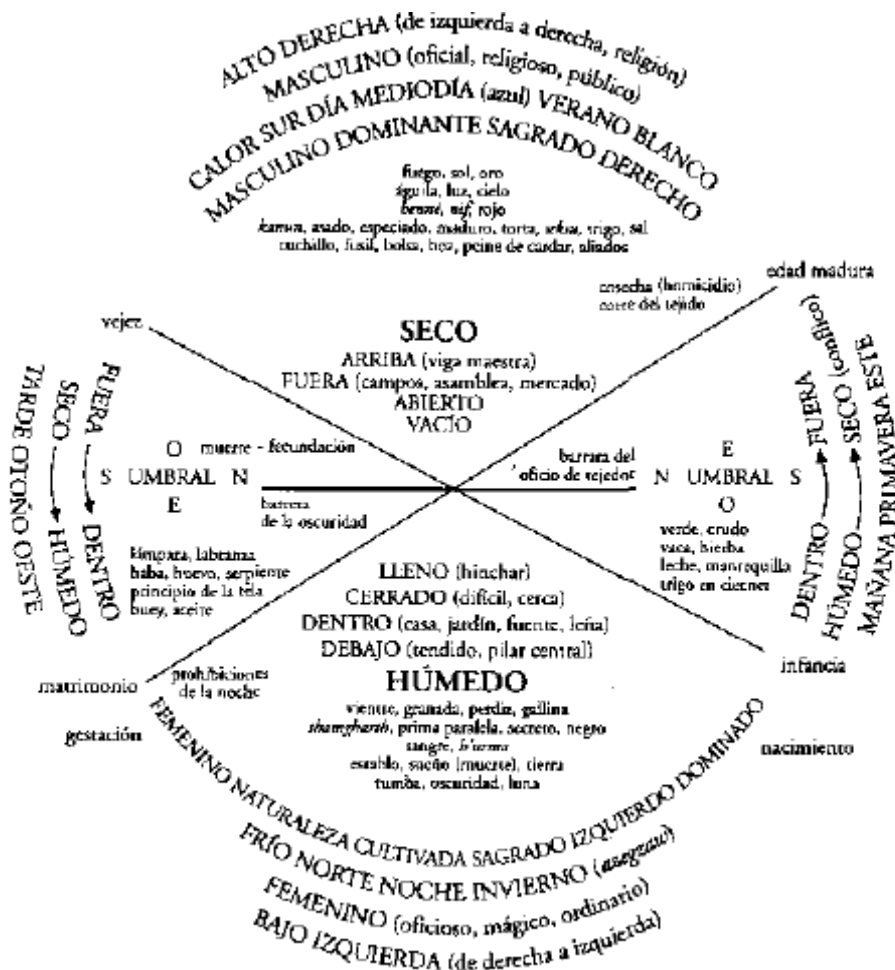 ALTO DERECHA (de izquierda a derecha, religión)
MASCULINO (oficial, religioso, público)
CALOR SUR DÍA MEDIODÍA (azul) VERANO BLANCO
MASCULINO DOMINANTE SAGRADO DERECHO
fuego, sol, oro
águila, luz, cielo
nif, rojo
asado, especiado, maduro, torta, trigo, sal
cuchillo, fusil, bolsa, hoz, peine de cardar, aliados
edad madura
cosecha (homicidio)
corte del tejido
vejez
SECO
ARRIBA (viga maestra)
FUERA (campos, asamblea, mercado)
ABIERTO
VACÍO
TARDE OTOÑO OESTE
SECO HÚMEDO
FUERA DENTRO
O muerte - fecundación
S UMBRAL N
E
barrera
de la oscuridad
barrera del
oficio de tejedor
E
N UMBRAL S
O
verde, crudo
vaca, hierba
leche, mantequilla
trigo en cierne
DENTRO FUERA
HÚMEDO SECO (conflicto)
MAÑANA PRIMAVERA ESTE
lámpara, labranza
haba, huevo, serpiente
principio de la tela
buey, aceite
LLENO (hinchar)
CERRADO (difícil, cerca)
DENTRO (casa, jardín, fuente, leña)
DEBAJO (tendido, pilar central)
HÚMEDO
matrimonio
prohibiciones
de la noche
infancia
gestación
nacimiento
vientre, granada, perdiz, gallina
prima paralela, secreto, negro
sangre,
establo, sueño (muerte), tierra
tumba, oscuridad, luna
FEMENINO NATURALEZA CULTIVADA SAGRADO IZQUIERDO DOMINADO
FRÍO NORTE NOCHE INVIERNO (asegzaw)
FEMENINO (oficioso, mágico, ordinario)
BAJO IZQUIERDA (de derecha a izquierda)